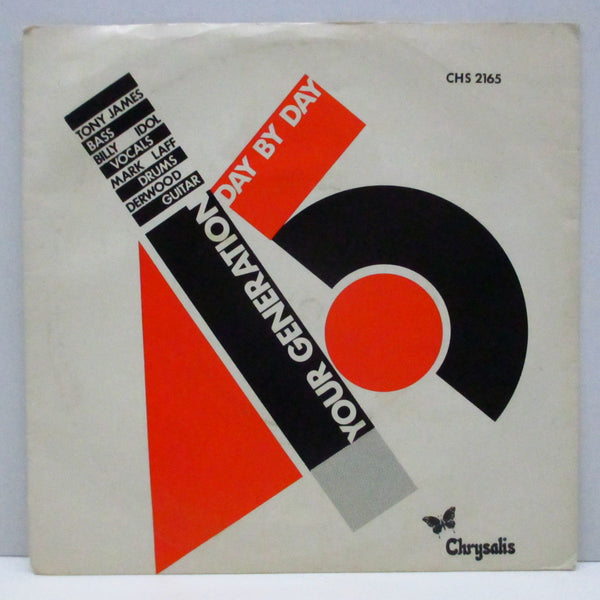 CHS 2165
TONY JAMES
BASS
BILLY IDOL
VOCALS
MARK LAFF
DRUMS
DERWOOD
GUITAR
DAY BY DAY
YOUR GENERATION
Chrysalis